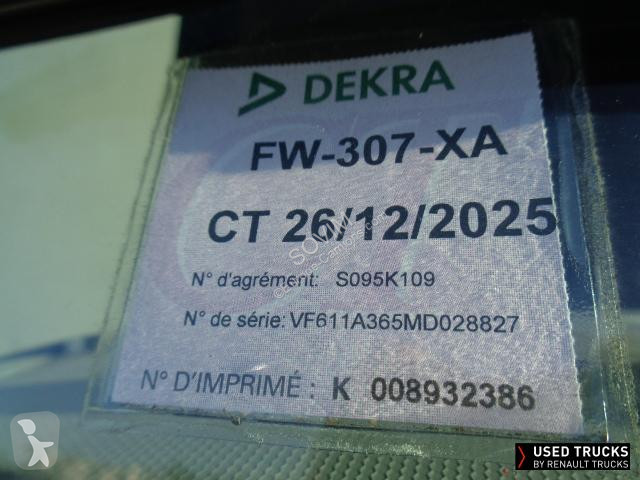 DEKRA
FW-307-XA
CT 26/12/2025
N° d'agrément: S095K109
N° de série: VF611A365MD028827
N° D'IMPRIMÉ : K 008932386
USED TRUCKS
BY RENAULT TRUCKS